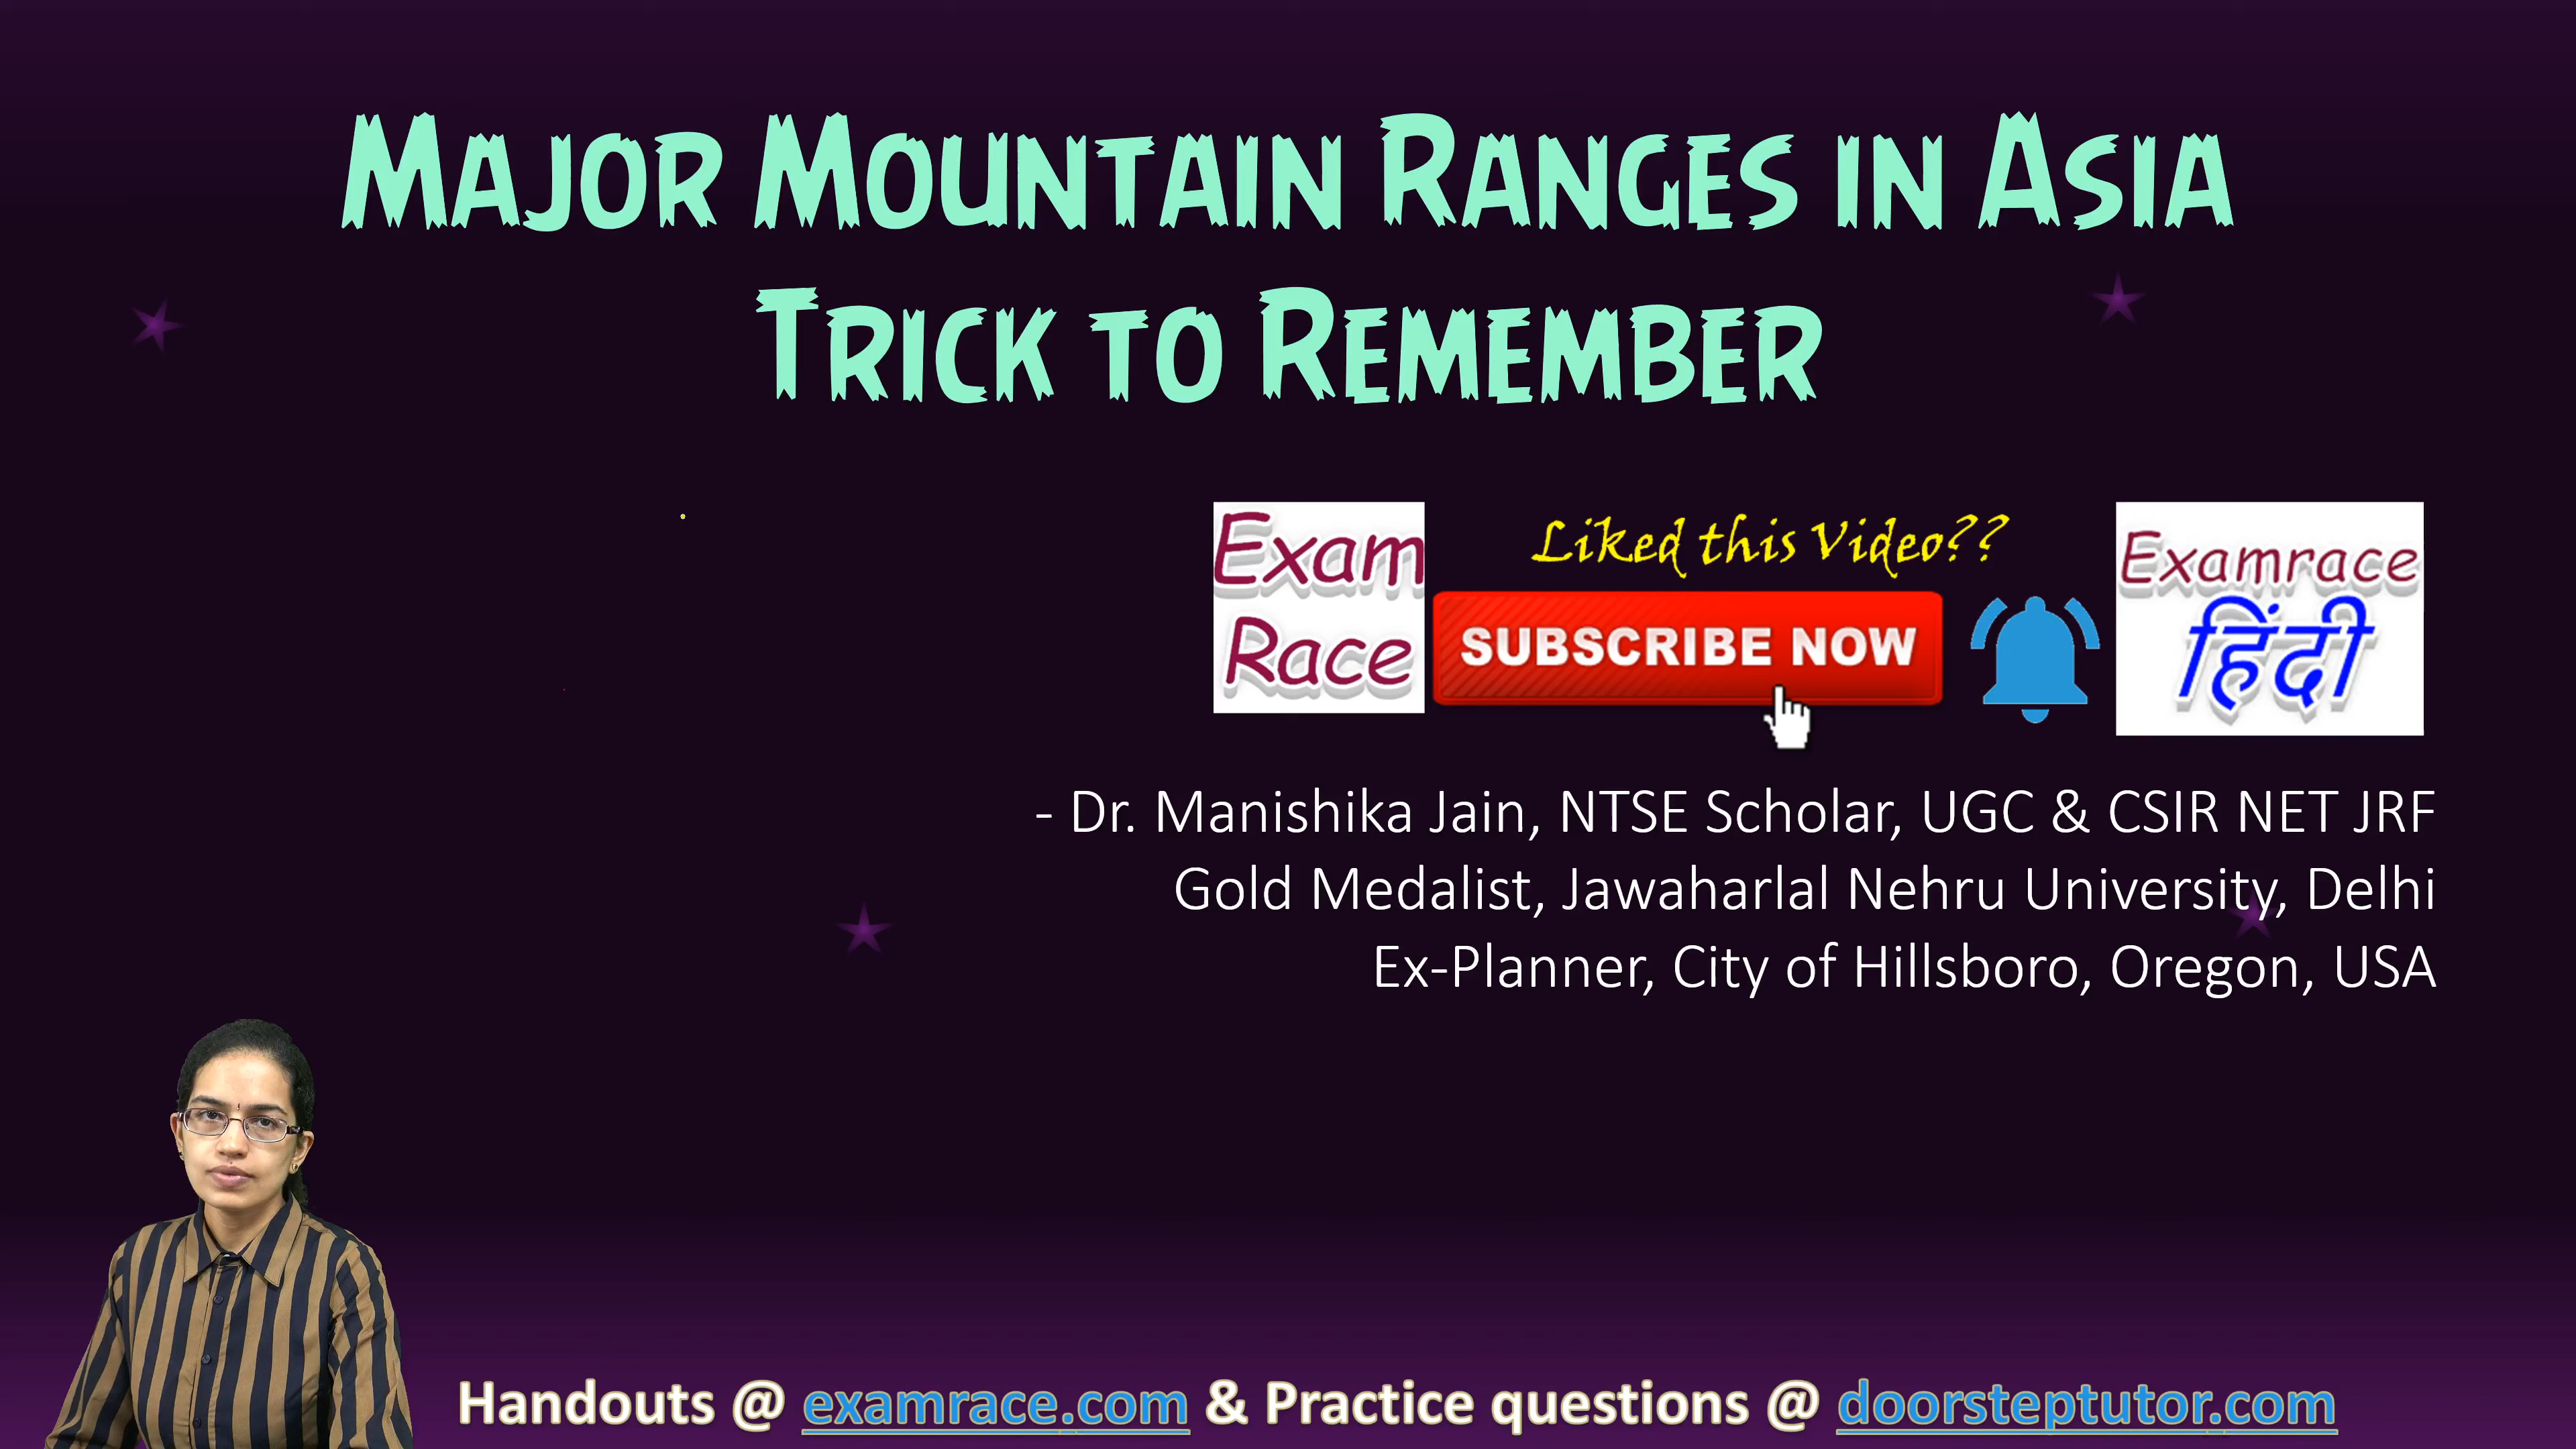 Major Mountain Ranges in Asia
Trick to Remember
Exam
Race
Liked this Video??
SUBSCRIBE NOW
Examrace
हिंदी
- Dr. Manishika Jain, NTSE Scholar, UGC & CSIR NET JRF
Gold Medalist, Jawaharlal Nehru University, Delhi
Ex-Planner, City of Hillsboro, Oregon, USA
Handouts @ examrace.com & Practice questions @ doorsteptutor.com